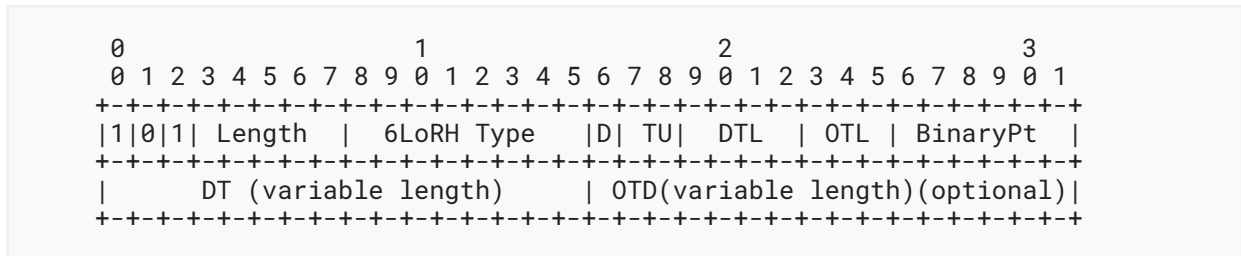 0                   1                   2                   3
0 1 2 3 4 5 6 7 8 9 0 1 2 3 4 5 6 7 8 9 0 1 2 3 4 5 6 7 8 9 0 1
+-+-+-+-+-+-+-+-+-+-+-+-+-+-+-+-+-+-+-+-+-+-+-+-+-+-+-+-+-+-+-+-+
|1|0|1| Length  |  6LoRH Type   |D| TU|  DTL  | OTL | BinaryPt  |
+-+-+-+-+-+-+-+-+-+-+-+-+-+-+-+-+-+-+-+-+-+-+-+-+-+-+-+-+-+-+-+-+
|      DT (variable length)     | OTD(variable length)(optional)|
+-+-+-+-+-+-+-+-+-+-+-+-+-+-+-+-+-+-+-+-+-+-+-+-+-+-+-+-+-+-+-+-+